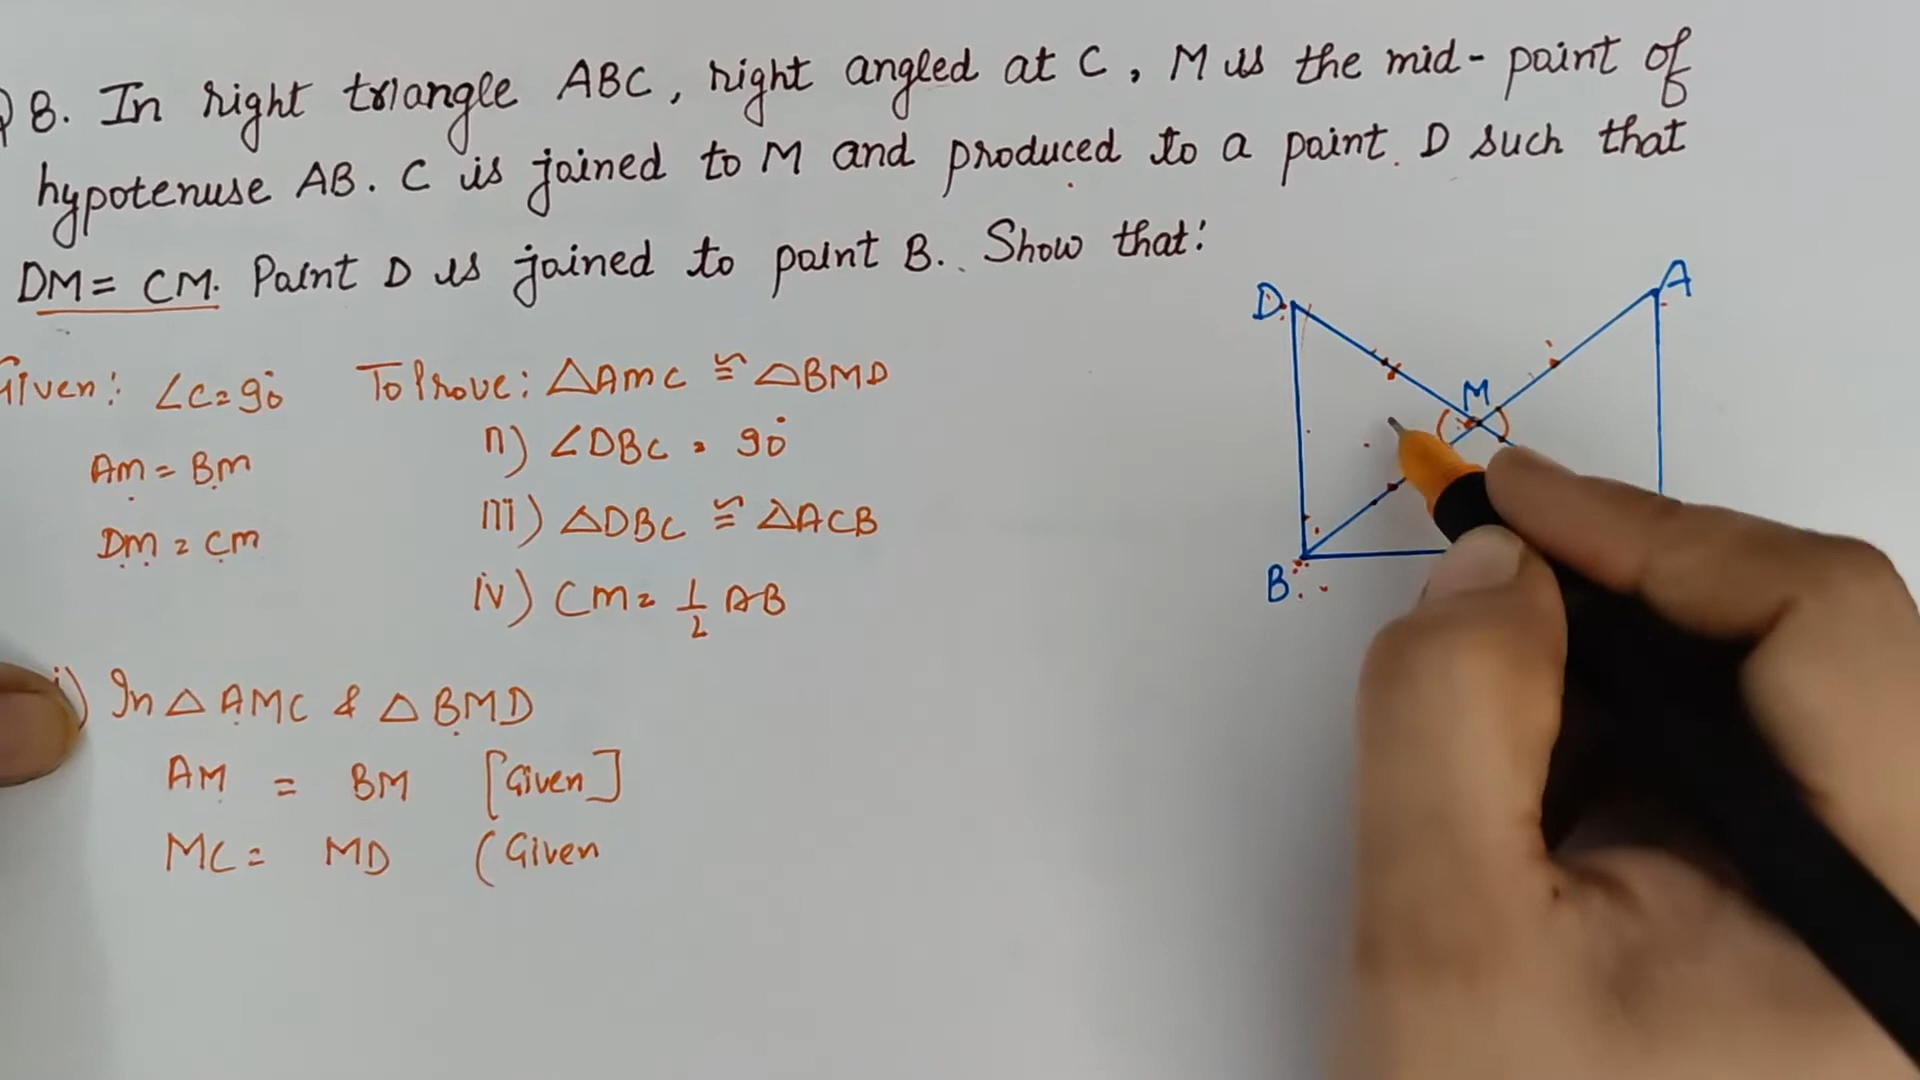 8. In right triangle ABC, right angled at C, M is the mid-point of
hypotenuse AB. C is joined to M and produced to a point D such that
DM = CM. Point D is joined to point B. Show that:
Given: ∠C = 90°
AM = BM
DM = CM
To Prove: △AMC ≅ △BMD
ii) ∠DBC = 90°
iii) △DBC ≅ △ACB
iv) CM = 1/2 AB
D
A
M
B
i) In △AMC & △BMD
AM = BM [Given]
MC = MD (Given